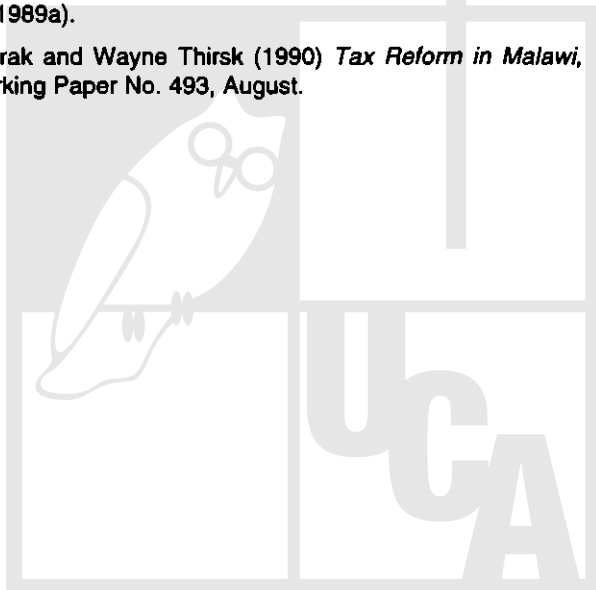 1989a).
rak and Wayne Thirsk (1990) Tax Reform in Malawi,
rking Paper No. 493, August.
UCA